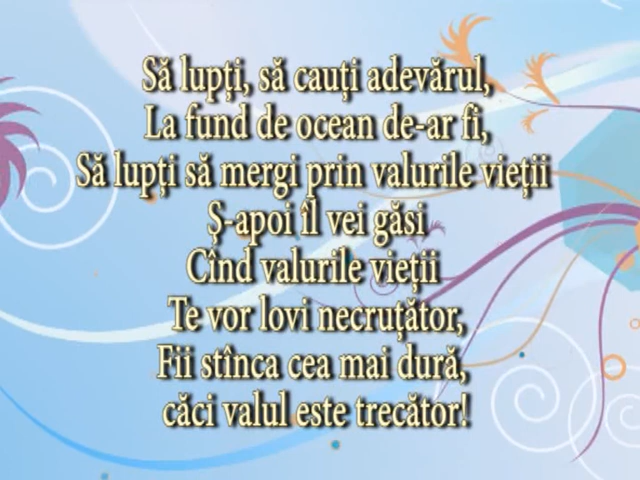 Să lupți, să cauți adevărul,
La fund de ocean de-ar fi,
Să lupți să mergi prin valurile vieții
Ș-apoi îl vei găsi
Cînd valurile vieții
Te vor lovi necruțător,
Fii stînca cea mai dură,
căci valul este trecător!